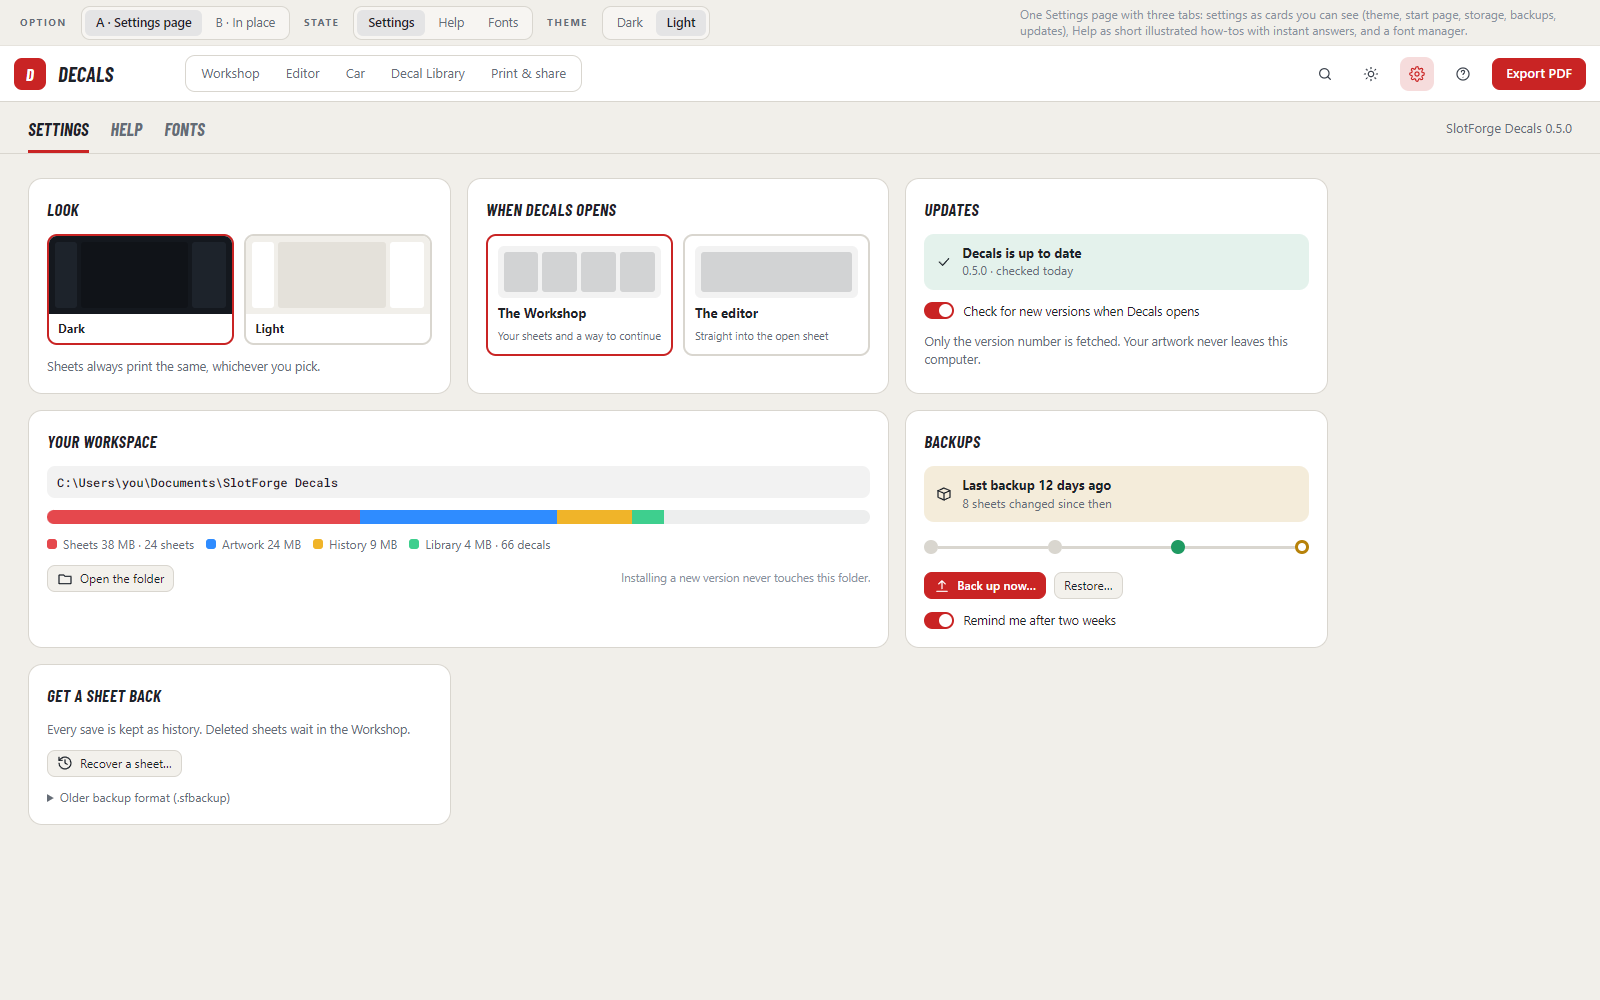 OPTION
A · Settings page
B · In place
STATE
Settings
Help
Fonts
THEME
Dark
Light
One Settings page with three tabs: settings as cards you can see (theme, start page, storage, backups,
updates), Help as short illustrated how-tos with instant answers, and a font manager.
D
DECALS
Workshop
Editor
Car
Decal Library
Print & share
Export PDF
SETTINGS
HELP
FONTS
SlotForge Decals 0.5.0
LOOK
Dark
Light
Sheets always print the same, whichever you pick.
WHEN DECALS OPENS
The Workshop
Your sheets and a way to continue
The editor
Straight into the open sheet
UPDATES
Decals is up to date
0.5.0 · checked today
Check for new versions when Decals opens
Only the version number is fetched. Your artwork never leaves this
computer.
YOUR WORKSPACE
C:\Users\you\Documents\SlotForge Decals
Sheets 38 MB · 24 sheets
Artwork 24 MB
History 9 MB
Library 4 MB · 66 decals
Open the folder
Installing a new version never touches this folder.
BACKUPS
Last backup 12 days ago
8 sheets changed since then
Back up now...
Restore...
Remind me after two weeks
GET A SHEET BACK
Every save is kept as history. Deleted sheets wait in the Workshop.
Recover a sheet...
Older backup format (.sfbackup)